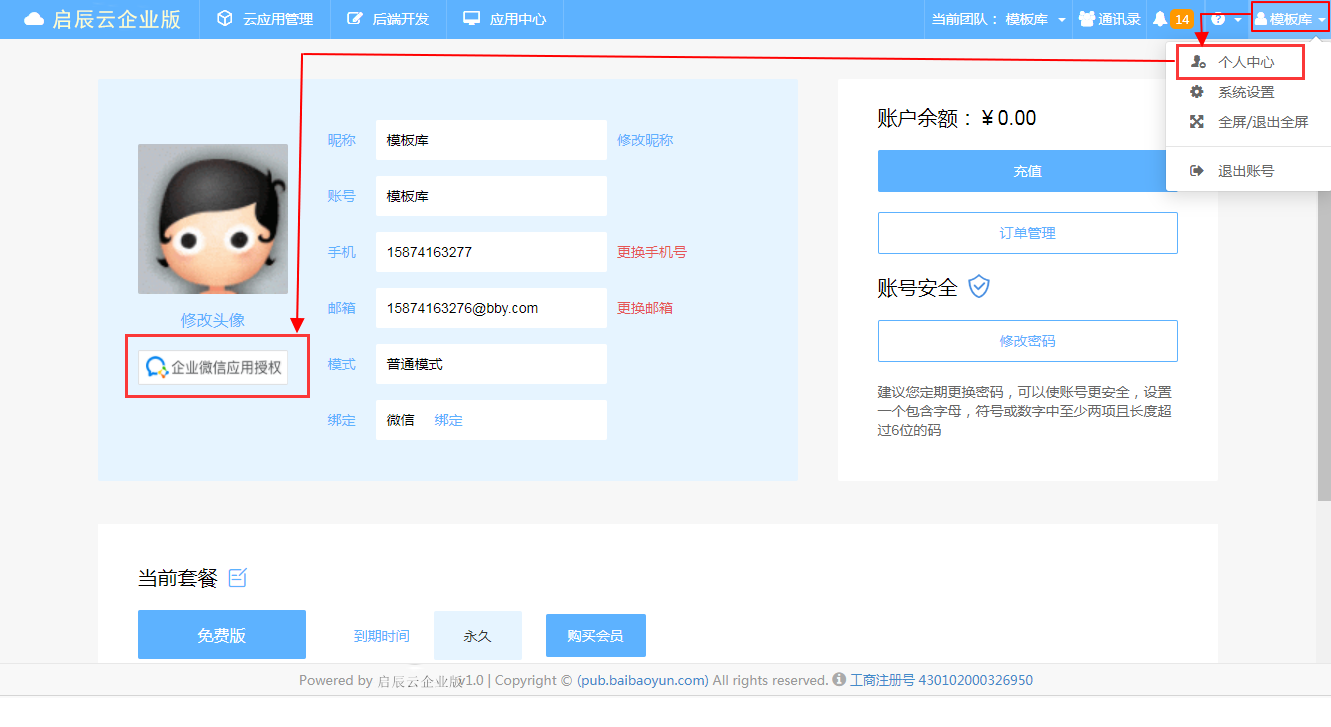 启辰云企业版 云应用管理 后端开发 应用中心 当前团队： 模板库 通讯录 14 模板库
个人中心
系统设置
全屏/退出全屏
退出账号
昵称 模板库 修改昵称
账号 模板库
手机 15874163277 更换手机号
邮箱 15874163276@bby.com 更换邮箱
模式 普通模式
绑定 微信 绑定
修改头像
企业微信应用授权
账户余额：￥0.00
充值
订单管理
账号安全
修改密码
建议您定期更换密码，可以使账号更安全，设置
一个包含字母，符号或数字中至少两项且长度超
过6位的码
当前套餐
免费版 到期时间 永久 购买会员
Powered by 启辰云企业版v1.0 | Copyright © (pub.baibaoyun.com) All rights reserved. 工商注册号 430102000326950